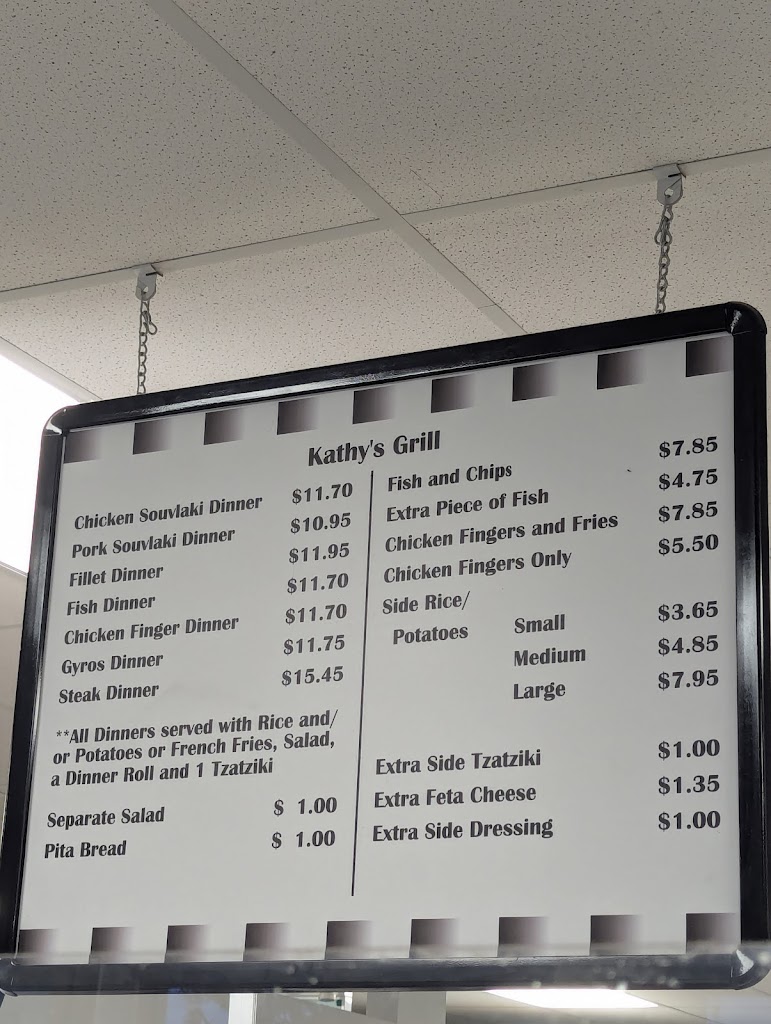 Kathy's Grill
Chicken Souvlaki Dinner $11.70
Pork Souvlaki Dinner $10.95
Fillet Dinner $11.95
Fish Dinner $11.70
Chicken Finger Dinner $11.70
Gyros Dinner $11.75
Steak Dinner $15.45
**All Dinners served with Rice and/
or Potatoes or French Fries, Salad,
a Dinner Roll and 1 Tzatziki
Separate Salad $ 1.00
Pita Bread $ 1.00
Fish and Chips $7.85
Extra Piece of Fish $4.75
Chicken Fingers and Fries $7.85
Chicken Fingers Only $5.50
Side Rice/
Potatoes Small $3.65
Medium $4.85
Large $7.95
Extra Side Tzatziki $1.00
Extra Feta Cheese $1.35
Extra Side Dressing $1.00